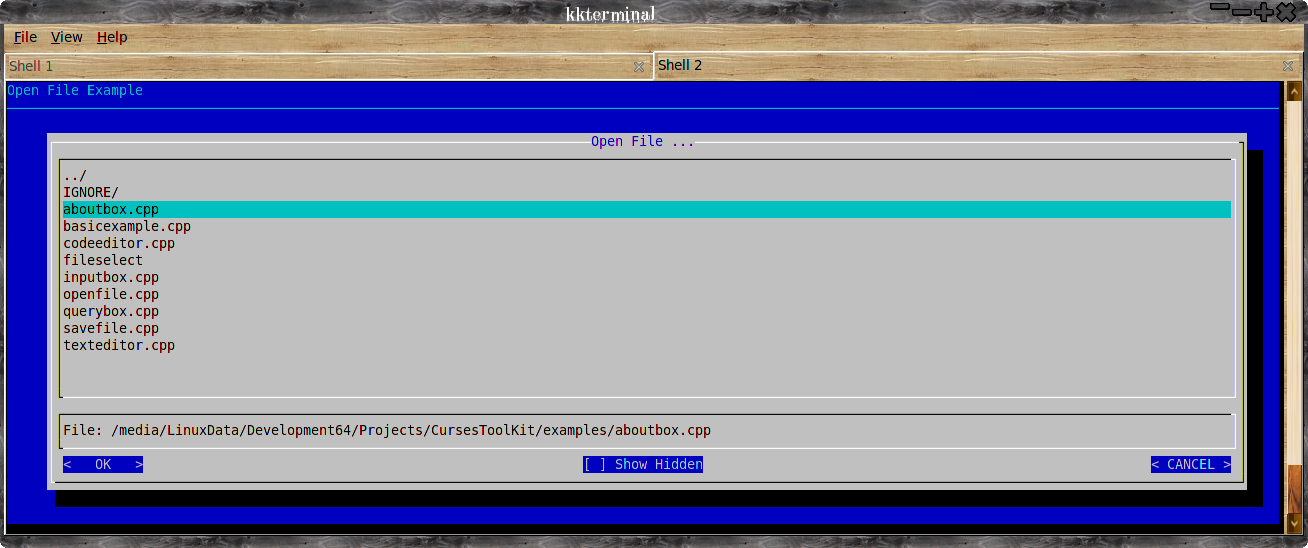 kkterminal
File View Help
Shell 1 Shell 2
Open File Example
Open File ...
../
IGNORE/
aboutbox.cpp
basicexample.cpp
codeeditor.cpp
fileselect
inputbox.cpp
openfile.cpp
querybox.cpp
savefile.cpp
texteditor.cpp
File: /media/LinuxData/Development64/Projects/CursesToolKit/examples/aboutbox.cpp
< OK > [ ] Show Hidden < CANCEL >